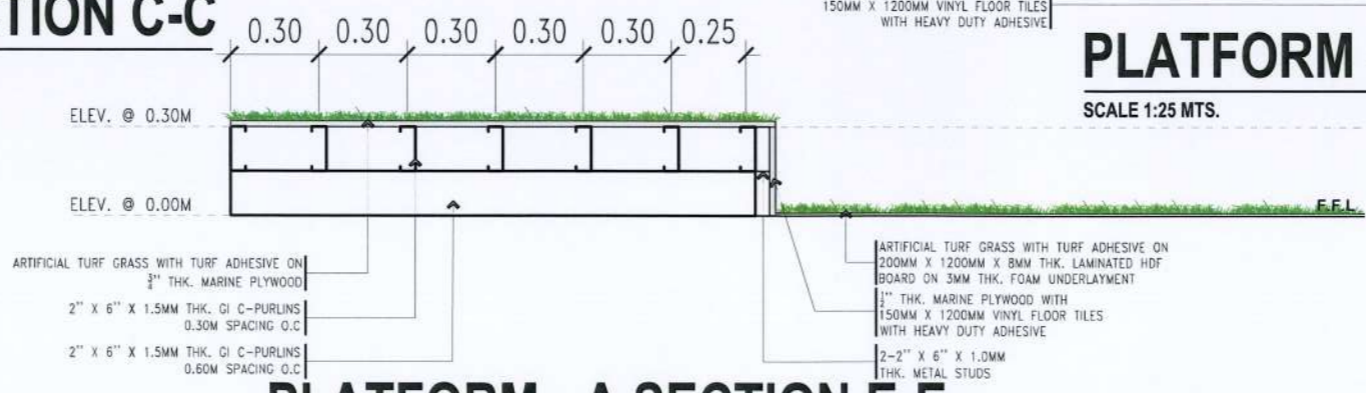 TION C-C
0.30 0.30 0.30 0.30 0.30 0.25
150MM X 1200MM VINYL FLOOR TILES
WITH HEAVY DUTY ADHESIVE
PLATFORM
SCALE 1:25 MTS.
ELEV. @ 0.30M
ELEV. @ 0.00M
F.F.L
ARTIFICIAL TURF GRASS WITH TURF ADHESIVE ON
3/4" THK. MARINE PLYWOOD
2" X 6" X 1.5MM THK. GI C-PURLINS
0.30M SPACING O.C
2" X 6" X 1.5MM THK. GI C-PURLINS
0.60M SPACING O.C
ARTIFICIAL TURF GRASS WITH TURF ADHESIVE ON
200MM X 1200MM X 8MM THK. LAMINATED HDF
BOARD ON 3MM THK. FOAM UNDERLAYMENT
1/2" THK. MARINE PLYWOOD WITH
150MM X 1200MM VINYL FLOOR TILES
WITH HEAVY DUTY ADHESIVE
2-2" X 6" X 1.0MM
THK. METAL STUDS
PLATFORM - A SECTION